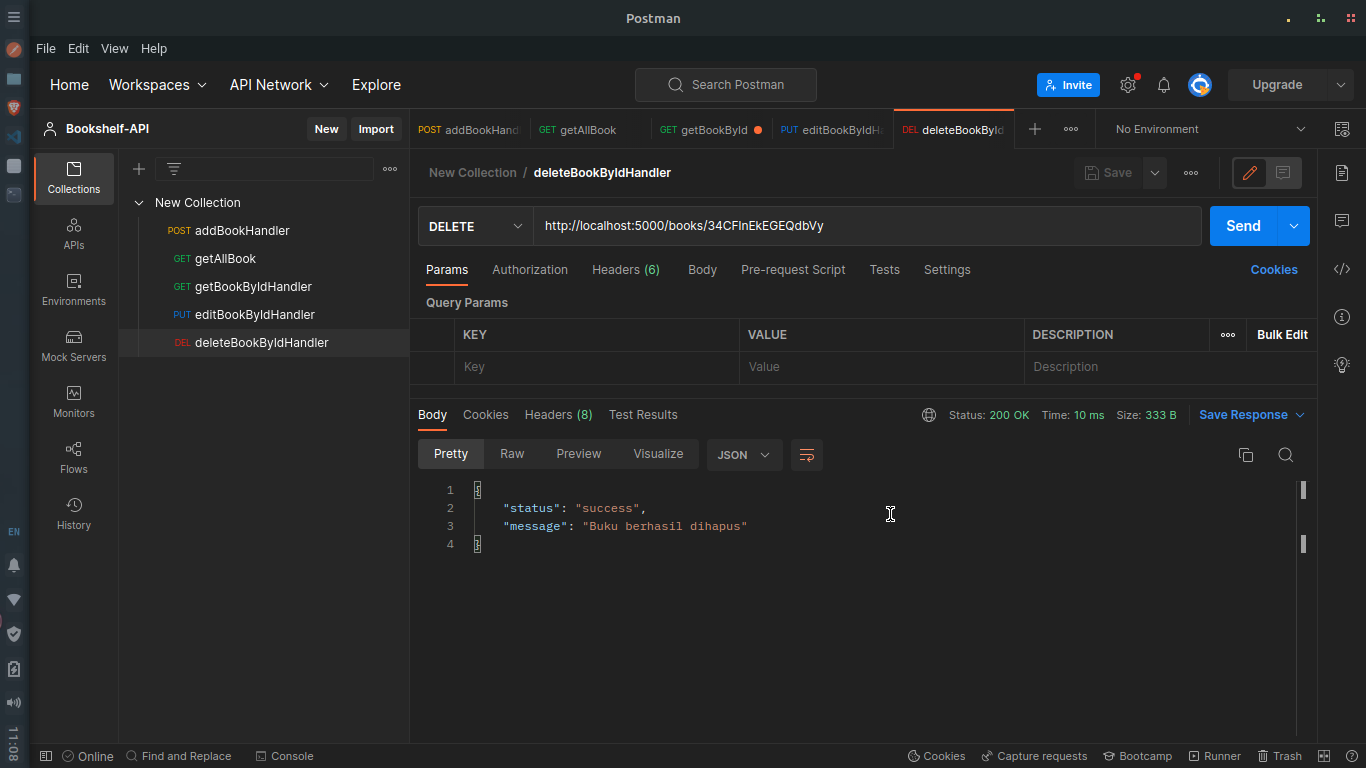 Postman
File Edit View Help
Home Workspaces API Network Explore Search Postman Invite Upgrade
Bookshelf-API New Import
POST addBookHand GET getAllBook GET getBookById PUT editBookByIdHa DEL deleteBookById No Environment
New Collection / deleteBookByIdHandler Save
Collections
APIs
Environments
Mock Servers
Monitors
Flows
History
New Collection
POST addBookHandler
GET getAllBook
GET getBookByIdHandler
PUT editBookByIdHandler
DEL deleteBookByIdHandler
DELETE http://localhost:5000/books/34CFlnEkEGEQdbVy Send
Params Authorization Headers (6) Body Pre-request Script Tests Settings Cookies
Query Params
KEY VALUE DESCRIPTION Bulk Edit
Key Value Description
Body Cookies Headers (8) Test Results Status: 200 OK Time: 10 ms Size: 333 B Save Response
Pretty Raw Preview Visualize JSON
1 {
2 "status": "success",
3 "message": "Buku berhasil dihapus"
4 }
EN
11:08
Online Find and Replace Console Cookies Capture requests Bootcamp Runner Trash